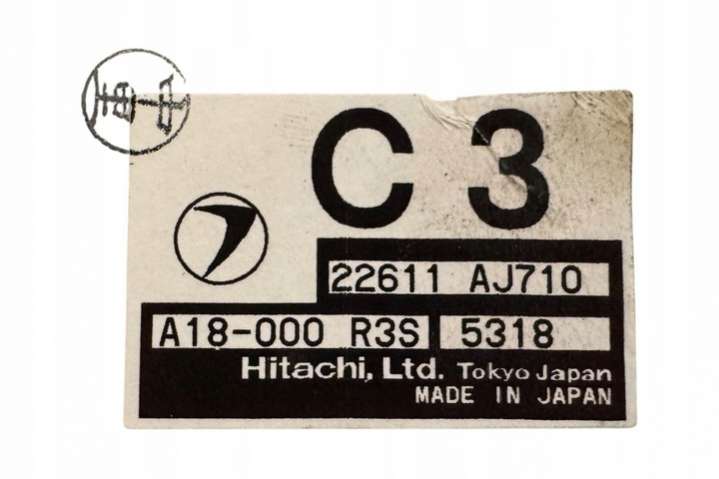 C 3
22611 AJ710
A18-000 R3S 5318
Hitachi, Ltd. Tokyo Japan
MADE IN JAPAN